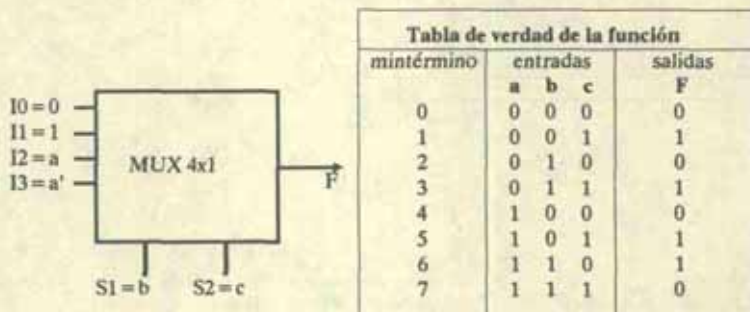 I0 = 0
I1 = 1
I2 = a
I3 = a'
MUX 4x1
F
S1 = b
S2 = c
Tabla de verdad de la función
mintérmino entradas salidas
a b c F
0 0 0 0 0
1 0 0 1 1
2 0 1 0 0
3 0 1 1 1
4 1 0 0 0
5 1 0 1 1
6 1 1 0 1
7 1 1 1 0